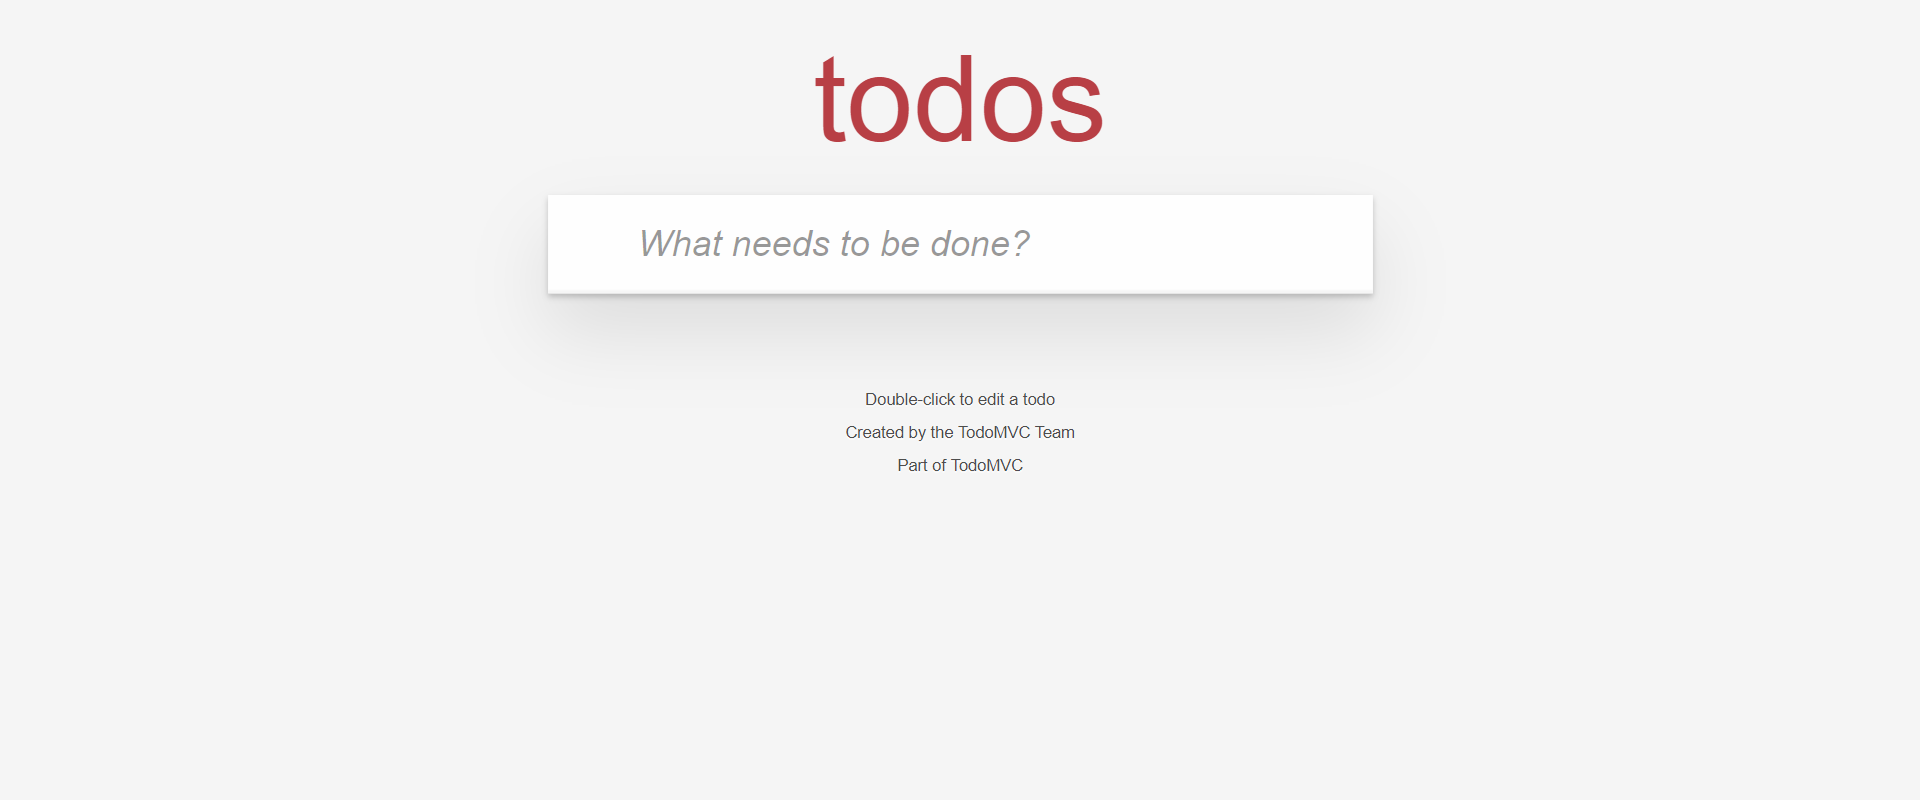 todos
What needs to be done?
Double-click to edit a todo
Created by the TodoMVC Team
Part of TodoMVC